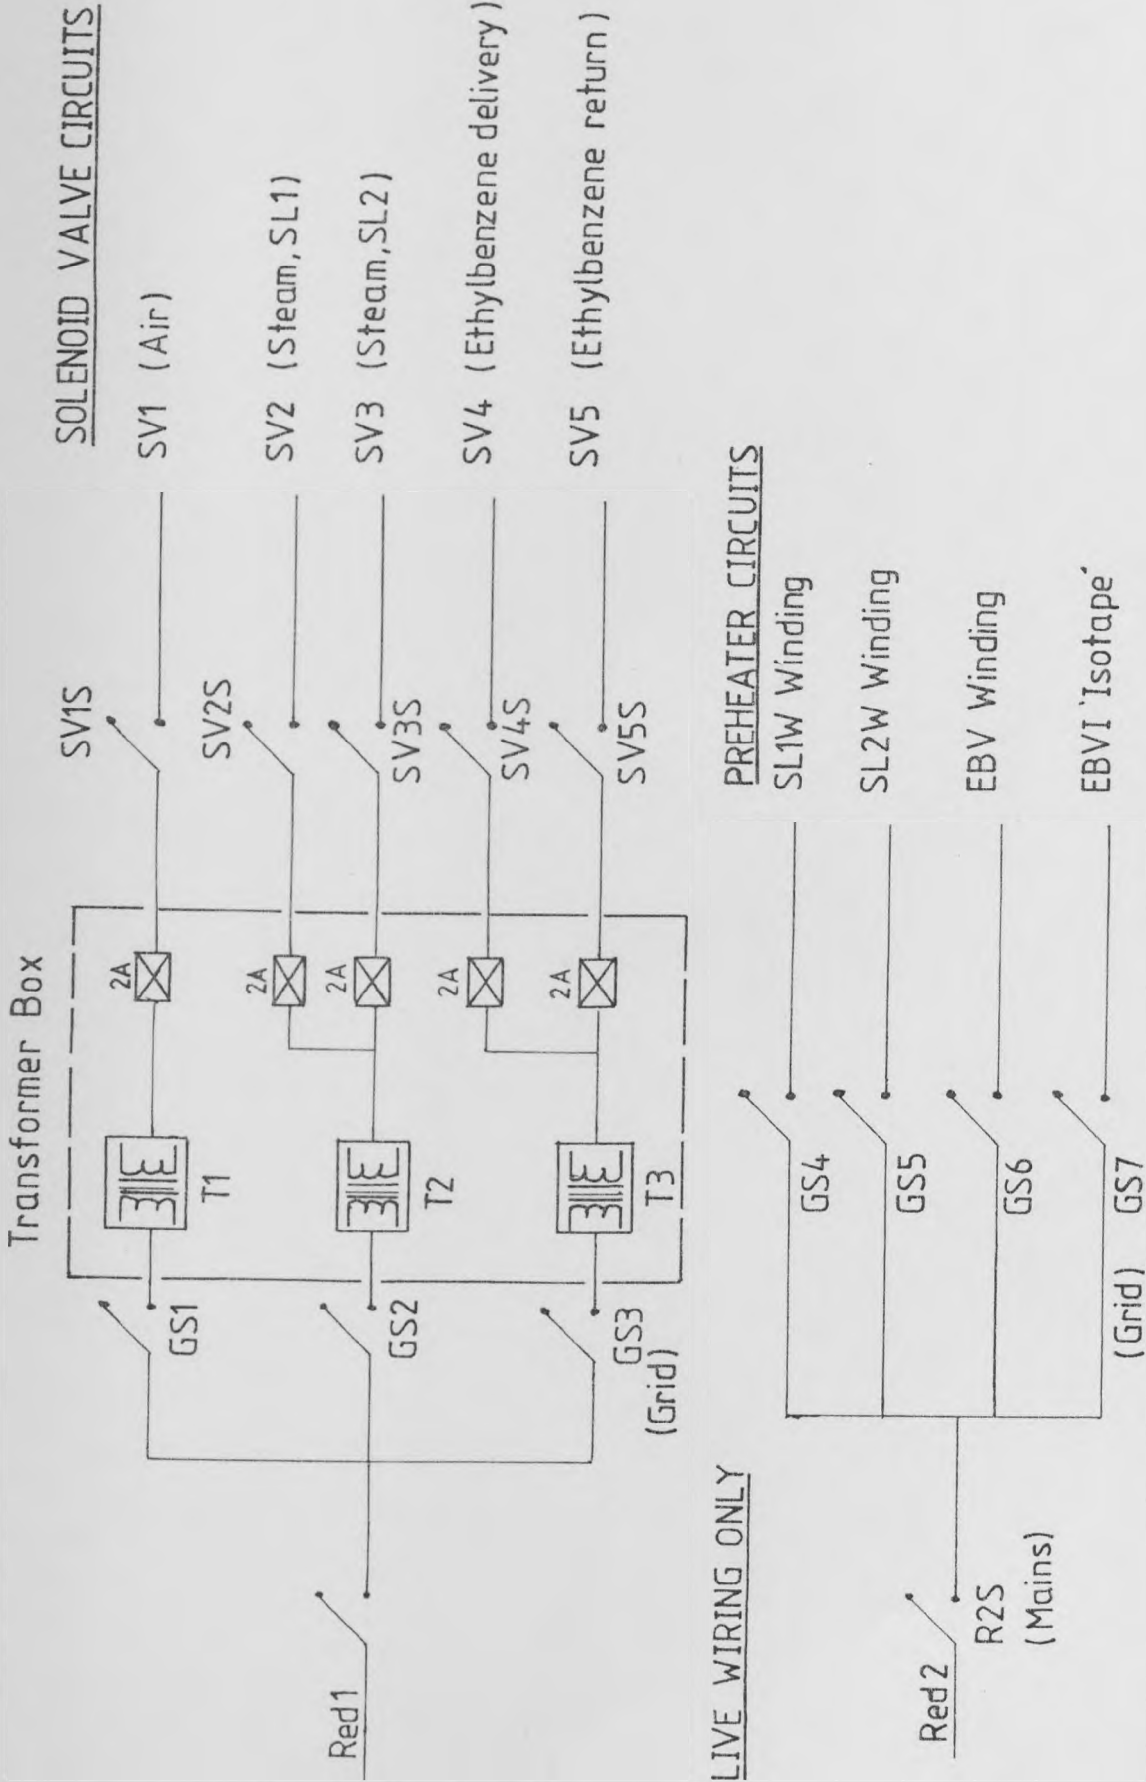 SOLENOID VALVE CIRCUITS
Transformer Box
SV1S
SV1 (Air)
2A
T1
GS1
SV2S
SV2 (Steam,SL1)
2A
SV3 (Steam,SL2)
2A
SV3S
T2
GS2
Red1
SV4 (Ethylbenzene delivery)
2A
SV4S
SV5 (Ethylbenzene return)
2A
SV5S
T3
GS3
(Grid)
LIVE WIRING ONLY
PREHEATER CIRCUITS
SL1W Winding
GS4
SL2W Winding
GS5
EBV Winding
GS6
EBVI 'Isotape'
GS7
(Grid)
Red2
R2S
(Mains)